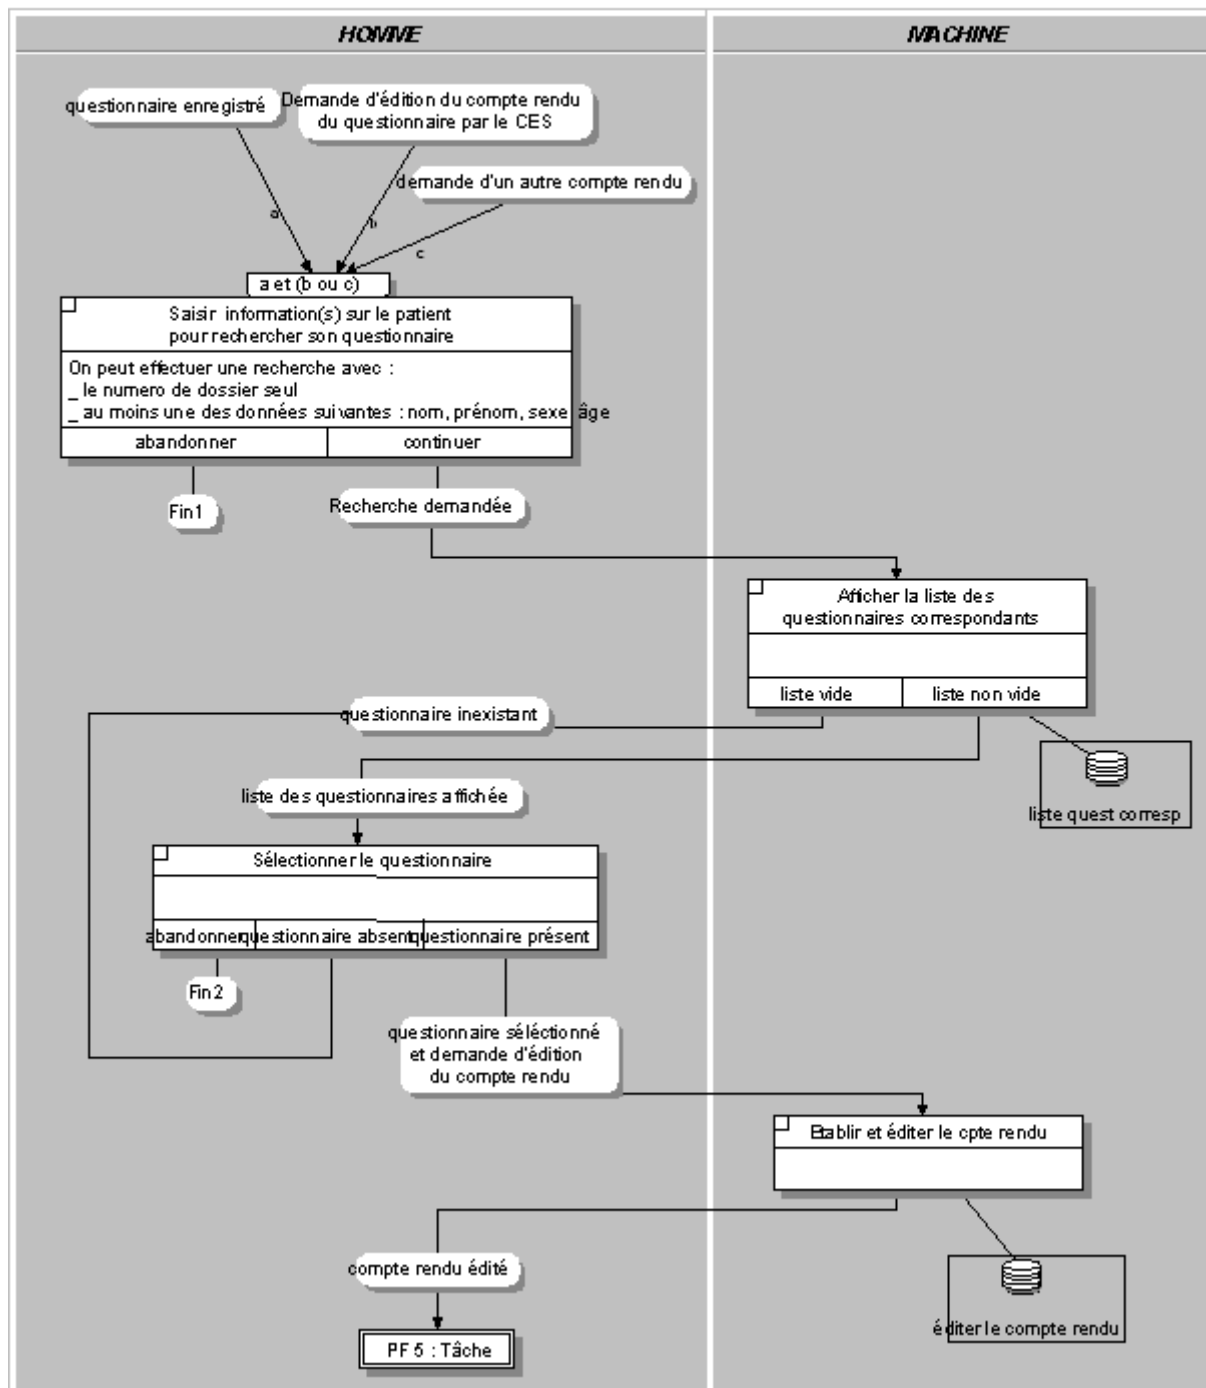 HOMME
MACHINE
questionnaire enregistré
Demande d'édition du compte rendu
du questionnaire par le CES
demande d'un autre compte rendu
a
b
c
a et (b ou c)
Saisir information(s) sur le patient
pour rechercher son questionnaire
On peut effectuer une recherche avec :
_ le numero de dossier seul
_ au moins une des données suivantes : nom, prénom, sexe, âge
abandonner
continuer
Fin1
Recherche demandée
Afficher la liste des
questionnaires correspondants
liste vide
liste non vide
questionnaire inexistant
liste quest corresp
liste des questionnaires affichée
Sélectionner le questionnaire
abandonner
questionnaire absent
questionnaire présent
Fin2
questionnaire séléctionné
et demande d'édition
du compte rendu
Etablir et éditer le cpte rendu
compte rendu édité
éditer le compte rendu
PF 5 : Tâche